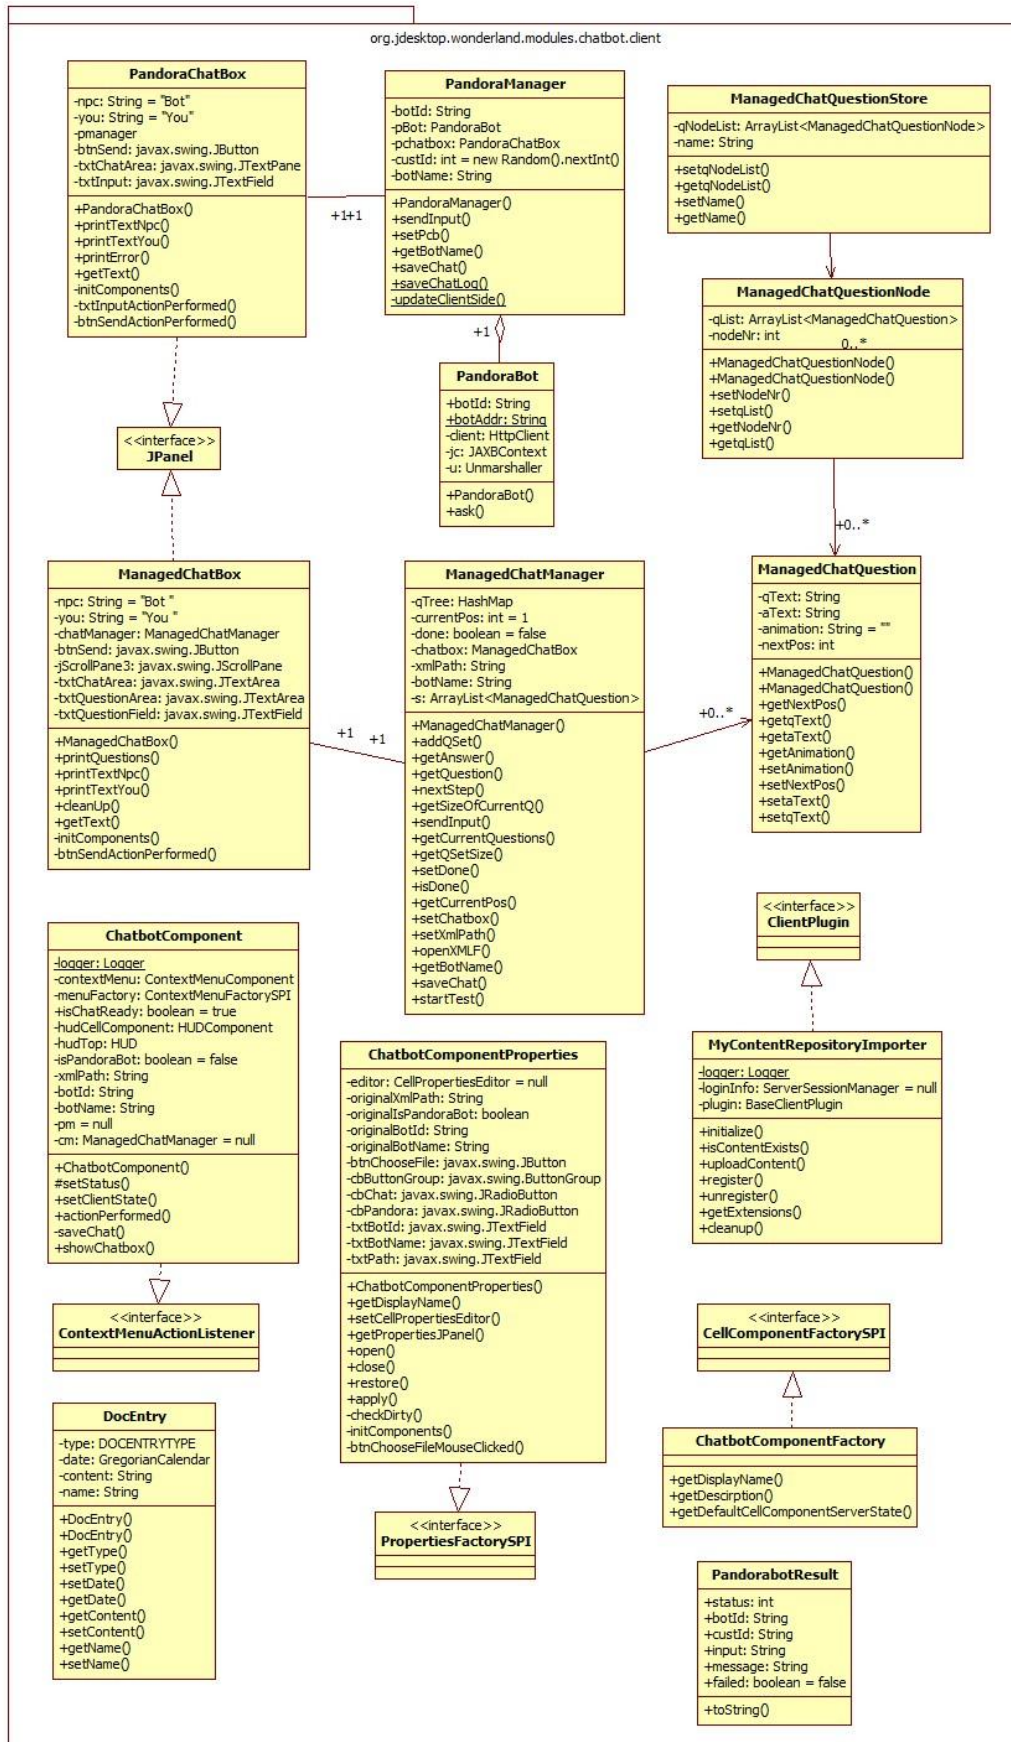 org.jdesktop.wonderland.modules.chatbot.client
PandoraChatBox
-npc: String = "Bot"
-you: String = "You"
-pmanager
-btnSend: javax.swing.JButton
-txtChatArea: javax.swing.JTextPane
-txtInput: javax.swing.JTextField
+PandoraChatBox()
+printTextNpc()
+printTextYou()
+printError()
+getText()
-initComponents()
-txtInputActionPerformed()
-btnSendActionPerformed()
+1+1
PandoraManager
-botId: String
-pBot: PandoraBot
-pchatbox: PandoraChatBox
-custId: int = new Random().nextInt()
-botName: String
+PandoraManager()
+sendInput()
+setPcb()
+getBotName()
+saveChat()
+saveChatLog()
-updateClientSide()
+1
ManagedChatQuestionStore
-qNodeList: ArrayList<ManagedChatQuestionNode>
-name: String
+setqNodeList()
+getqNodeList()
+setName()
+getName()
ManagedChatQuestionNode
-qList: ArrayList<ManagedChatQuestion>
-nodeNr: int
0..*
+ManagedChatQuestionNode()
+ManagedChatQuestionNode()
+setNodeNr()
+setqList()
+getNodeNr()
+getqList()
+0..*
PandoraBot
+botId: String
+botAddr: String
-client: HttpClient
-jc: JAXBContext
-u: Unmarshaller
+PandoraBot()
+ask()
<<interface>>
JPanel
ManagedChatBox
-npc: String = "Bot "
-you: String = "You "
-chatManager: ManagedChatManager
-btnSend: javax.swing.JButton
-jScrollPane3: javax.swing.JScrollPane
-txtChatArea: javax.swing.JTextArea
-txtQuestionArea: javax.swing.JTextArea
-txtQuestionField: javax.swing.JTextField
+ManagedChatBox()
+printQuestions()
+printTextNpc()
+printTextYou()
+cleanUp()
+getText()
-initComponents()
-btnSendActionPerformed()
+1
+1
ManagedChatManager
-qTree: HashMap
-currentPos: int = 1
-done: boolean = false
-chatbox: ManagedChatBox
-xmlPath: String
-botName: String
-s: ArrayList<ManagedChatQuestion>
+ManagedChatManager()
+addQSet()
+getAnswer()
+getQuestion()
+nextStep()
+getSizeOfCurrentQ()
+sendInput()
+getCurrentQuestions()
+getQSetSize()
+setDone()
+isDone()
+getCurrentPos()
+setChatbox()
+setXmlPath()
+openXMLF()
+getBotName()
+saveChat()
+startTest()
+0..*
ManagedChatQuestion
-qText: String
-aText: String
-animation: String = ""
-nextPos: int
+ManagedChatQuestion()
+ManagedChatQuestion()
+getNextPos()
+getqText()
+getaText()
+getAnimation()
+setAnimation()
+setNextPos()
+setaText()
+setqText()
<<interface>>
ClientPlugin
MyContentRepositoryImporter
-logger: Logger
-loginInfo: ServerSessionManager = null
-plugin: BaseClientPlugin
+initialize()
+isContentExists()
+uploadContent()
+register()
+unregister()
+getExtensions()
+cleanup()
ChatbotComponent
-logger: Logger
-contextMenu: ContextMenuComponent
-menuFactory: ContextMenuFactorySPI
+isChatReady: boolean = true
-hudCellComponent: HUDComponent
-hudTop: HUD
-isPandoraBot: boolean = false
-xmlPath: String
-botId: String
-botName: String
-pm = null
-cm: ManagedChatManager = null
+ChatbotComponent()
#setStatus()
+setClientState()
+actionPerformed()
-saveChat()
+showChatbox()
<<interface>>
ContextMenuActionListener
ChatbotComponentProperties
-editor: CellPropertiesEditor = null
-originalXmlPath: String
-originalIsPandoraBot: boolean
-originalBotId: String
-originalBotName: String
-btnChooseFile: javax.swing.JButton
-cbButtonGroup: javax.swing.ButtonGroup
-cbChat: javax.swing.JRadioButton
-cbPandora: javax.swing.JRadioButton
-txtBotId: javax.swing.JTextField
-txtBotName: javax.swing.JTextField
-txtPath: javax.swing.JTextField
+ChatbotComponentProperties()
+getDisplayName()
+setCellPropertiesEditor()
+getPropertiesJPanel()
+open()
+close()
+restore()
+apply()
-checkDirty()
-initComponents()
-btnChooseFileMouseClicked()
<<interface>>
PropertiesFactorySPI
<<interface>>
CellComponentFactorySPI
ChatbotComponentFactory
+getDisplayName()
+getDescirption()
+getDefaultCellComponentServerState()
DocEntry
-type: DOCENTRYTYPE
-date: GregorianCalendar
-content: String
-name: String
+DocEntry()
+DocEntry()
+getType()
+setType()
+setDate()
+getDate()
+getContent()
+setContent()
+getName()
+setName()
PandorabotResult
+status: int
+botId: String
+custId: String
+input: String
+message: String
+failed: boolean = false
+toString()